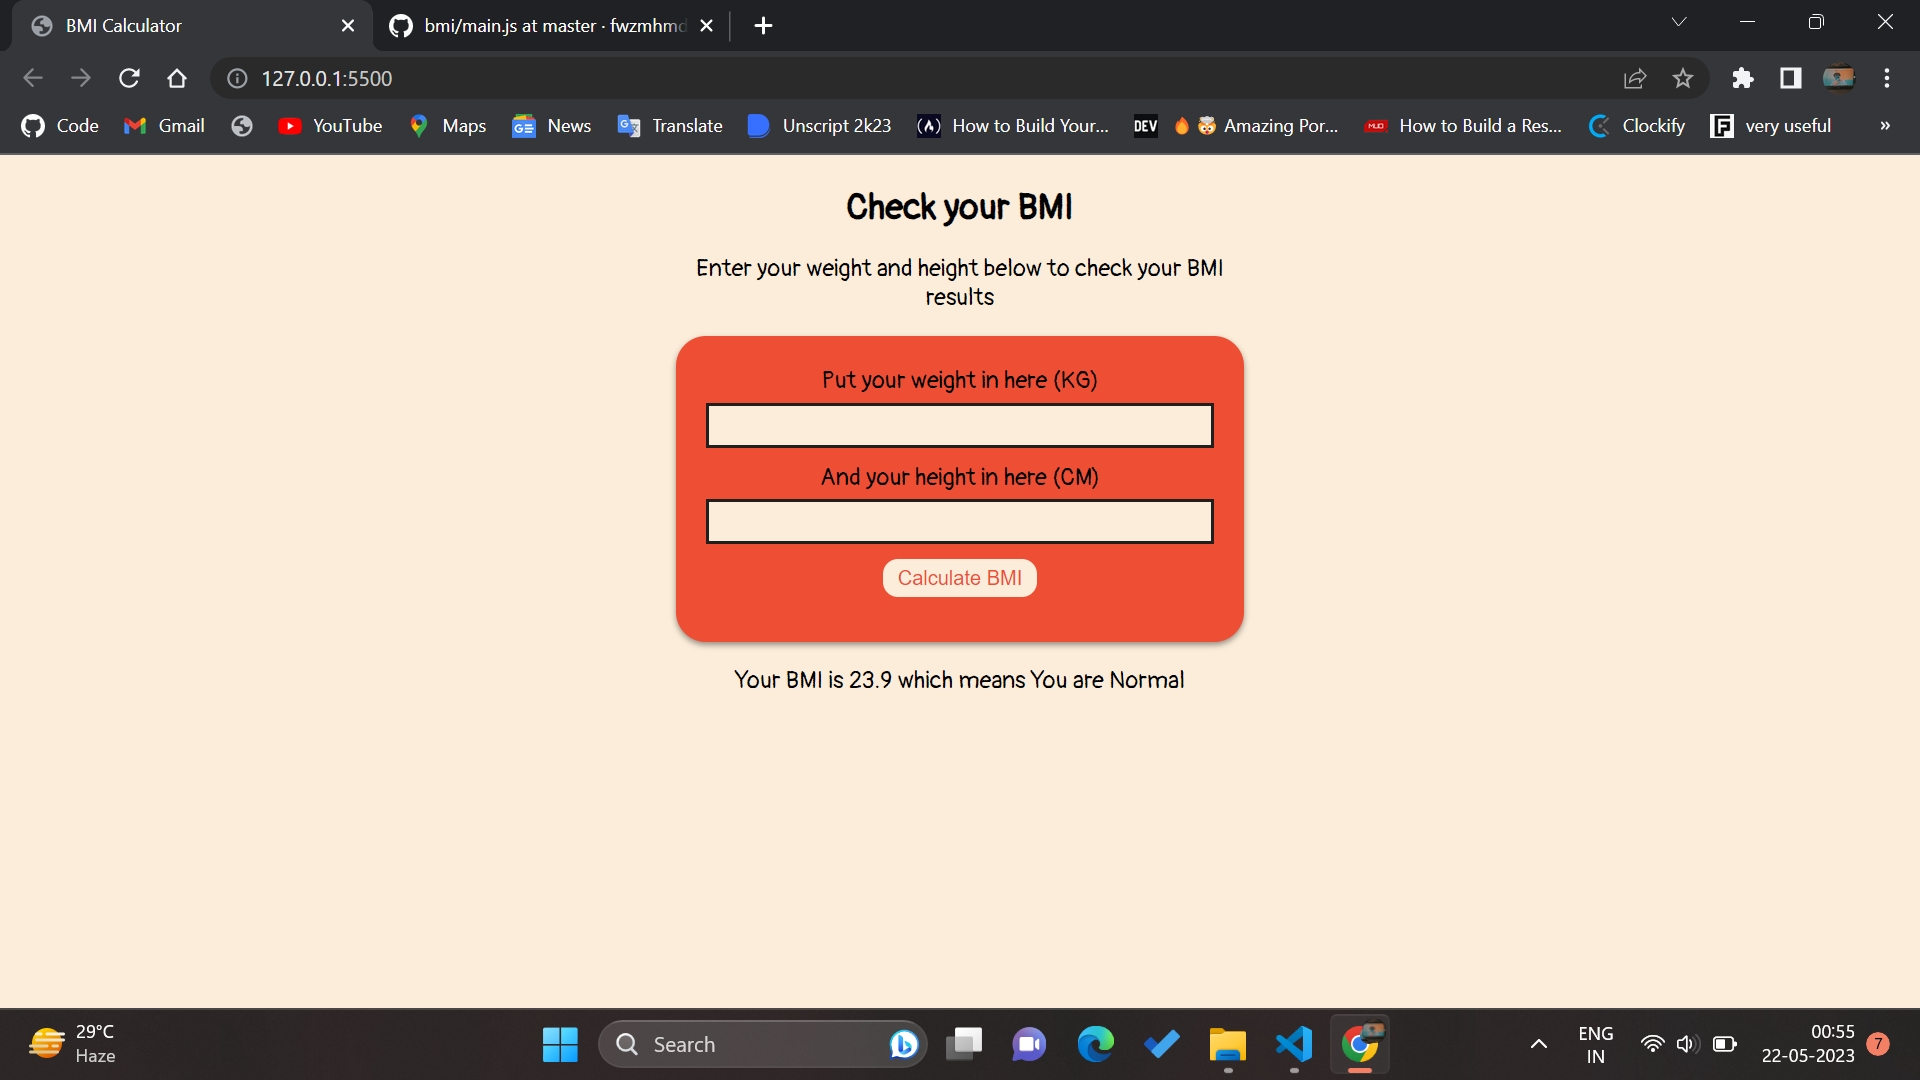 BMI Calculator
bmi/main.js at master · fwzmhmd
127.0.0.1:5500
Code Gmail YouTube Maps News Translate Unscript 2k23 How to Build Your... DEV 🔥🤯 Amazing Por... How to Build a Res... Clockify very useful »
Check your BMI
Enter your weight and height below to check your BMI
results
Put your weight in here (KG)
And your height in here (CM)
Calculate BMI
Your BMI is 23.9 which means You are Normal
29°C
Haze
Search
ENG
IN
00:55
22-05-2023
7